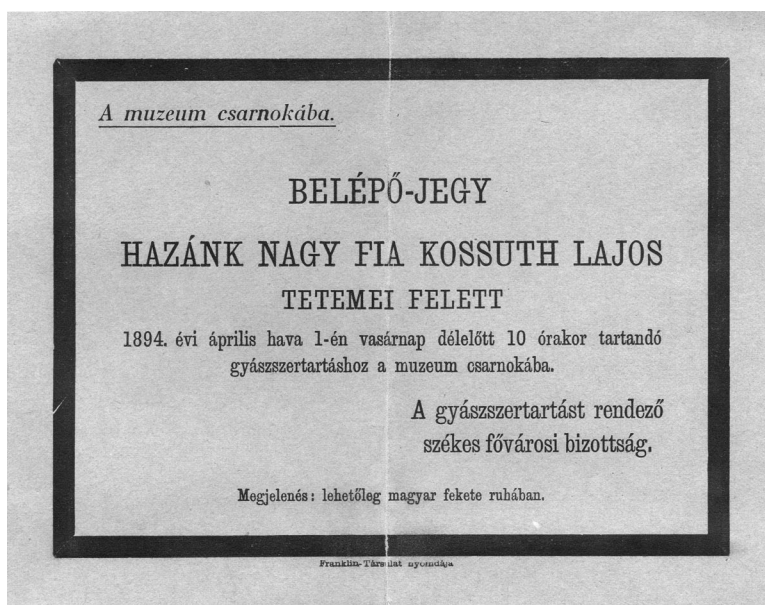 A muzeum csarnokába.
BELÉPŐ-JEGY
HAZÁNK NAGY FIA KOSSUTH LAJOS
TETEMEI FELETT
1894. évi április hava 1-én vasárnap délelőtt 10 órakor tartandó
gyászszertartáshoz a muzeum csarnokába.
A gyászszertartást rendező
székes fővárosi bizottság.
Megjelenés: lehetőleg magyar fekete ruhában.
Franklin-Társulat nyomdája